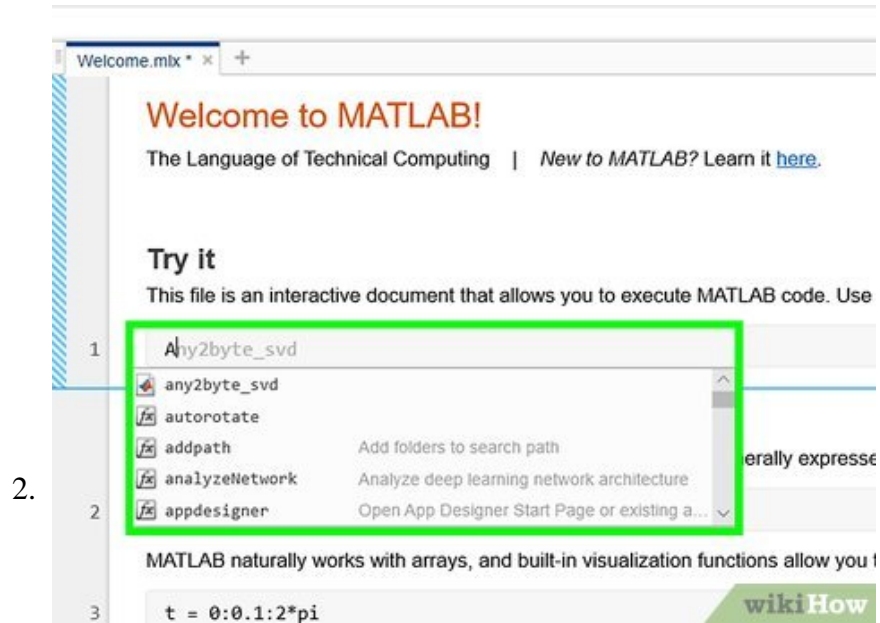 Welcome.mlx * × +
Welcome to MATLAB!
The Language of Technical Computing | New to MATLAB? Learn it here.
Try it
This file is an interactive document that allows you to execute MATLAB code. Use
1 Any2byte_svd
any2byte_svd
autorotate
addpath Add folders to search path
erally expresse
analyzeNetwork Analyze deep learning network architecture
2.
2 appdesigner Open App Designer Start Page or existing a...
MATLAB naturally works with arrays, and built-in visualization functions allow you t
3 t = 0:0.1:2*pi
wikiHow